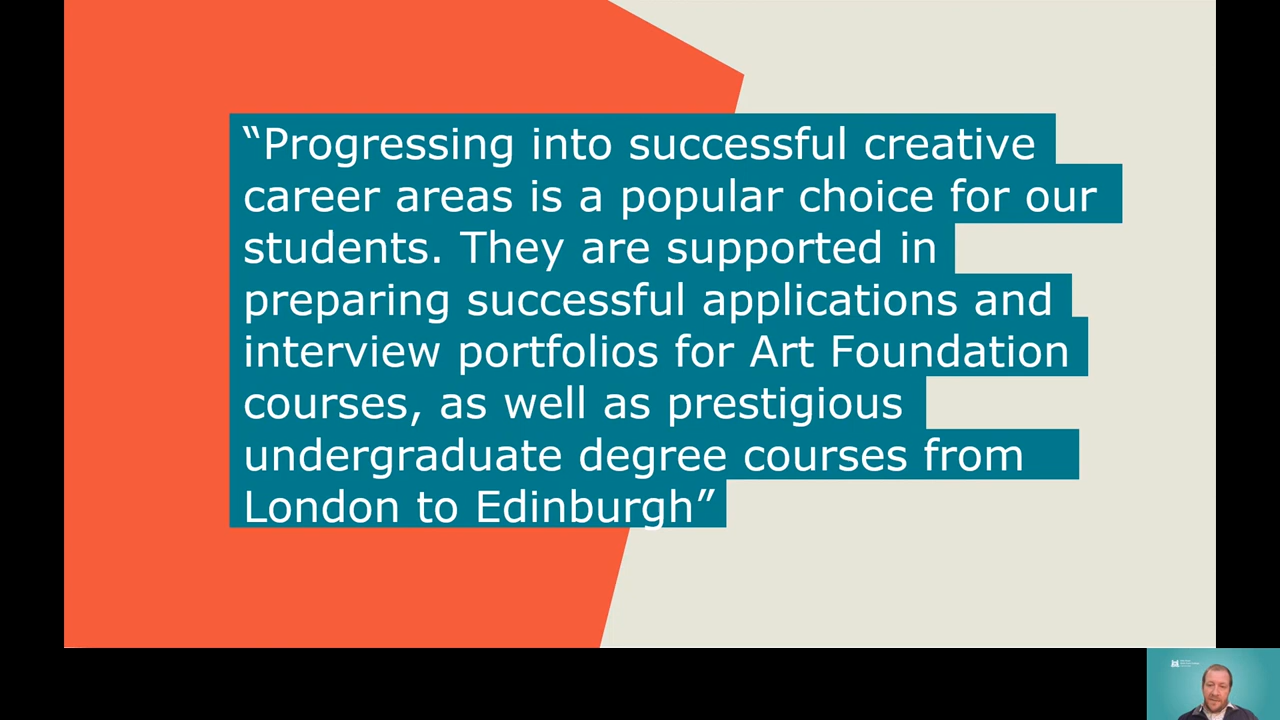 “Progressing into successful creative
career areas is a popular choice for our
students. They are supported in
preparing successful applications and
interview portfolios for Art Foundation
courses, as well as prestigious
undergraduate degree courses from
London to Edinburgh”